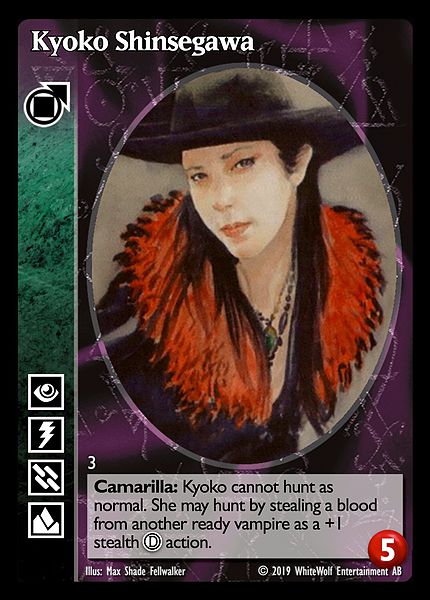 Kyoko Shinsegawa
3
Camarilla: Kyoko cannot hunt as
normal. She may hunt by stealing a blood
from another ready vampire as a +1
stealth Ⓓ action.
5
Illus: Max Shade Fellwalker © 2019 WhiteWolf Entertainment AB